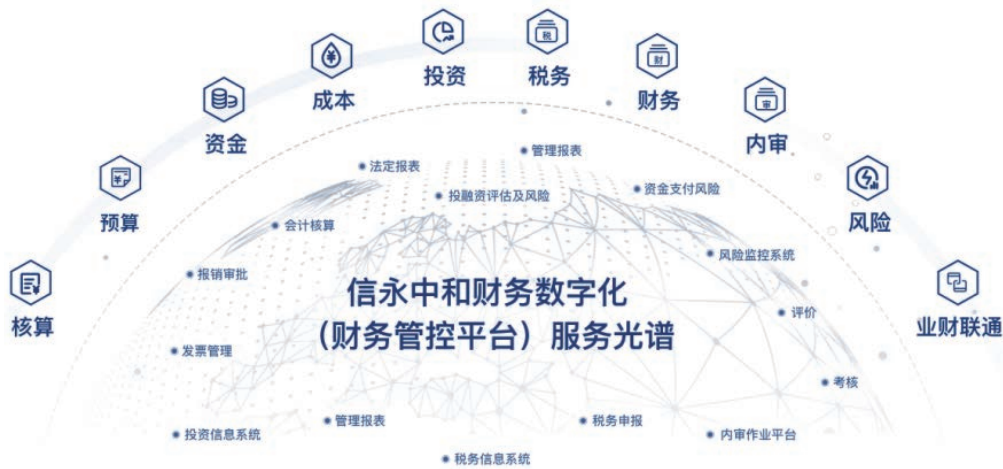 投资
税务
成本
财务
资金
内审
预算
风险
核算
业财联通
税
财
审
管理报表
法定报表
投融资评估及风险
资金支付风险
会计核算
风险监控系统
报销审批
信永中和财务数字化
(财务管控平台)服务光谱
评价
发票管理
考核
管理报表
税务申报
投资信息系统
内审作业平台
税务信息系统